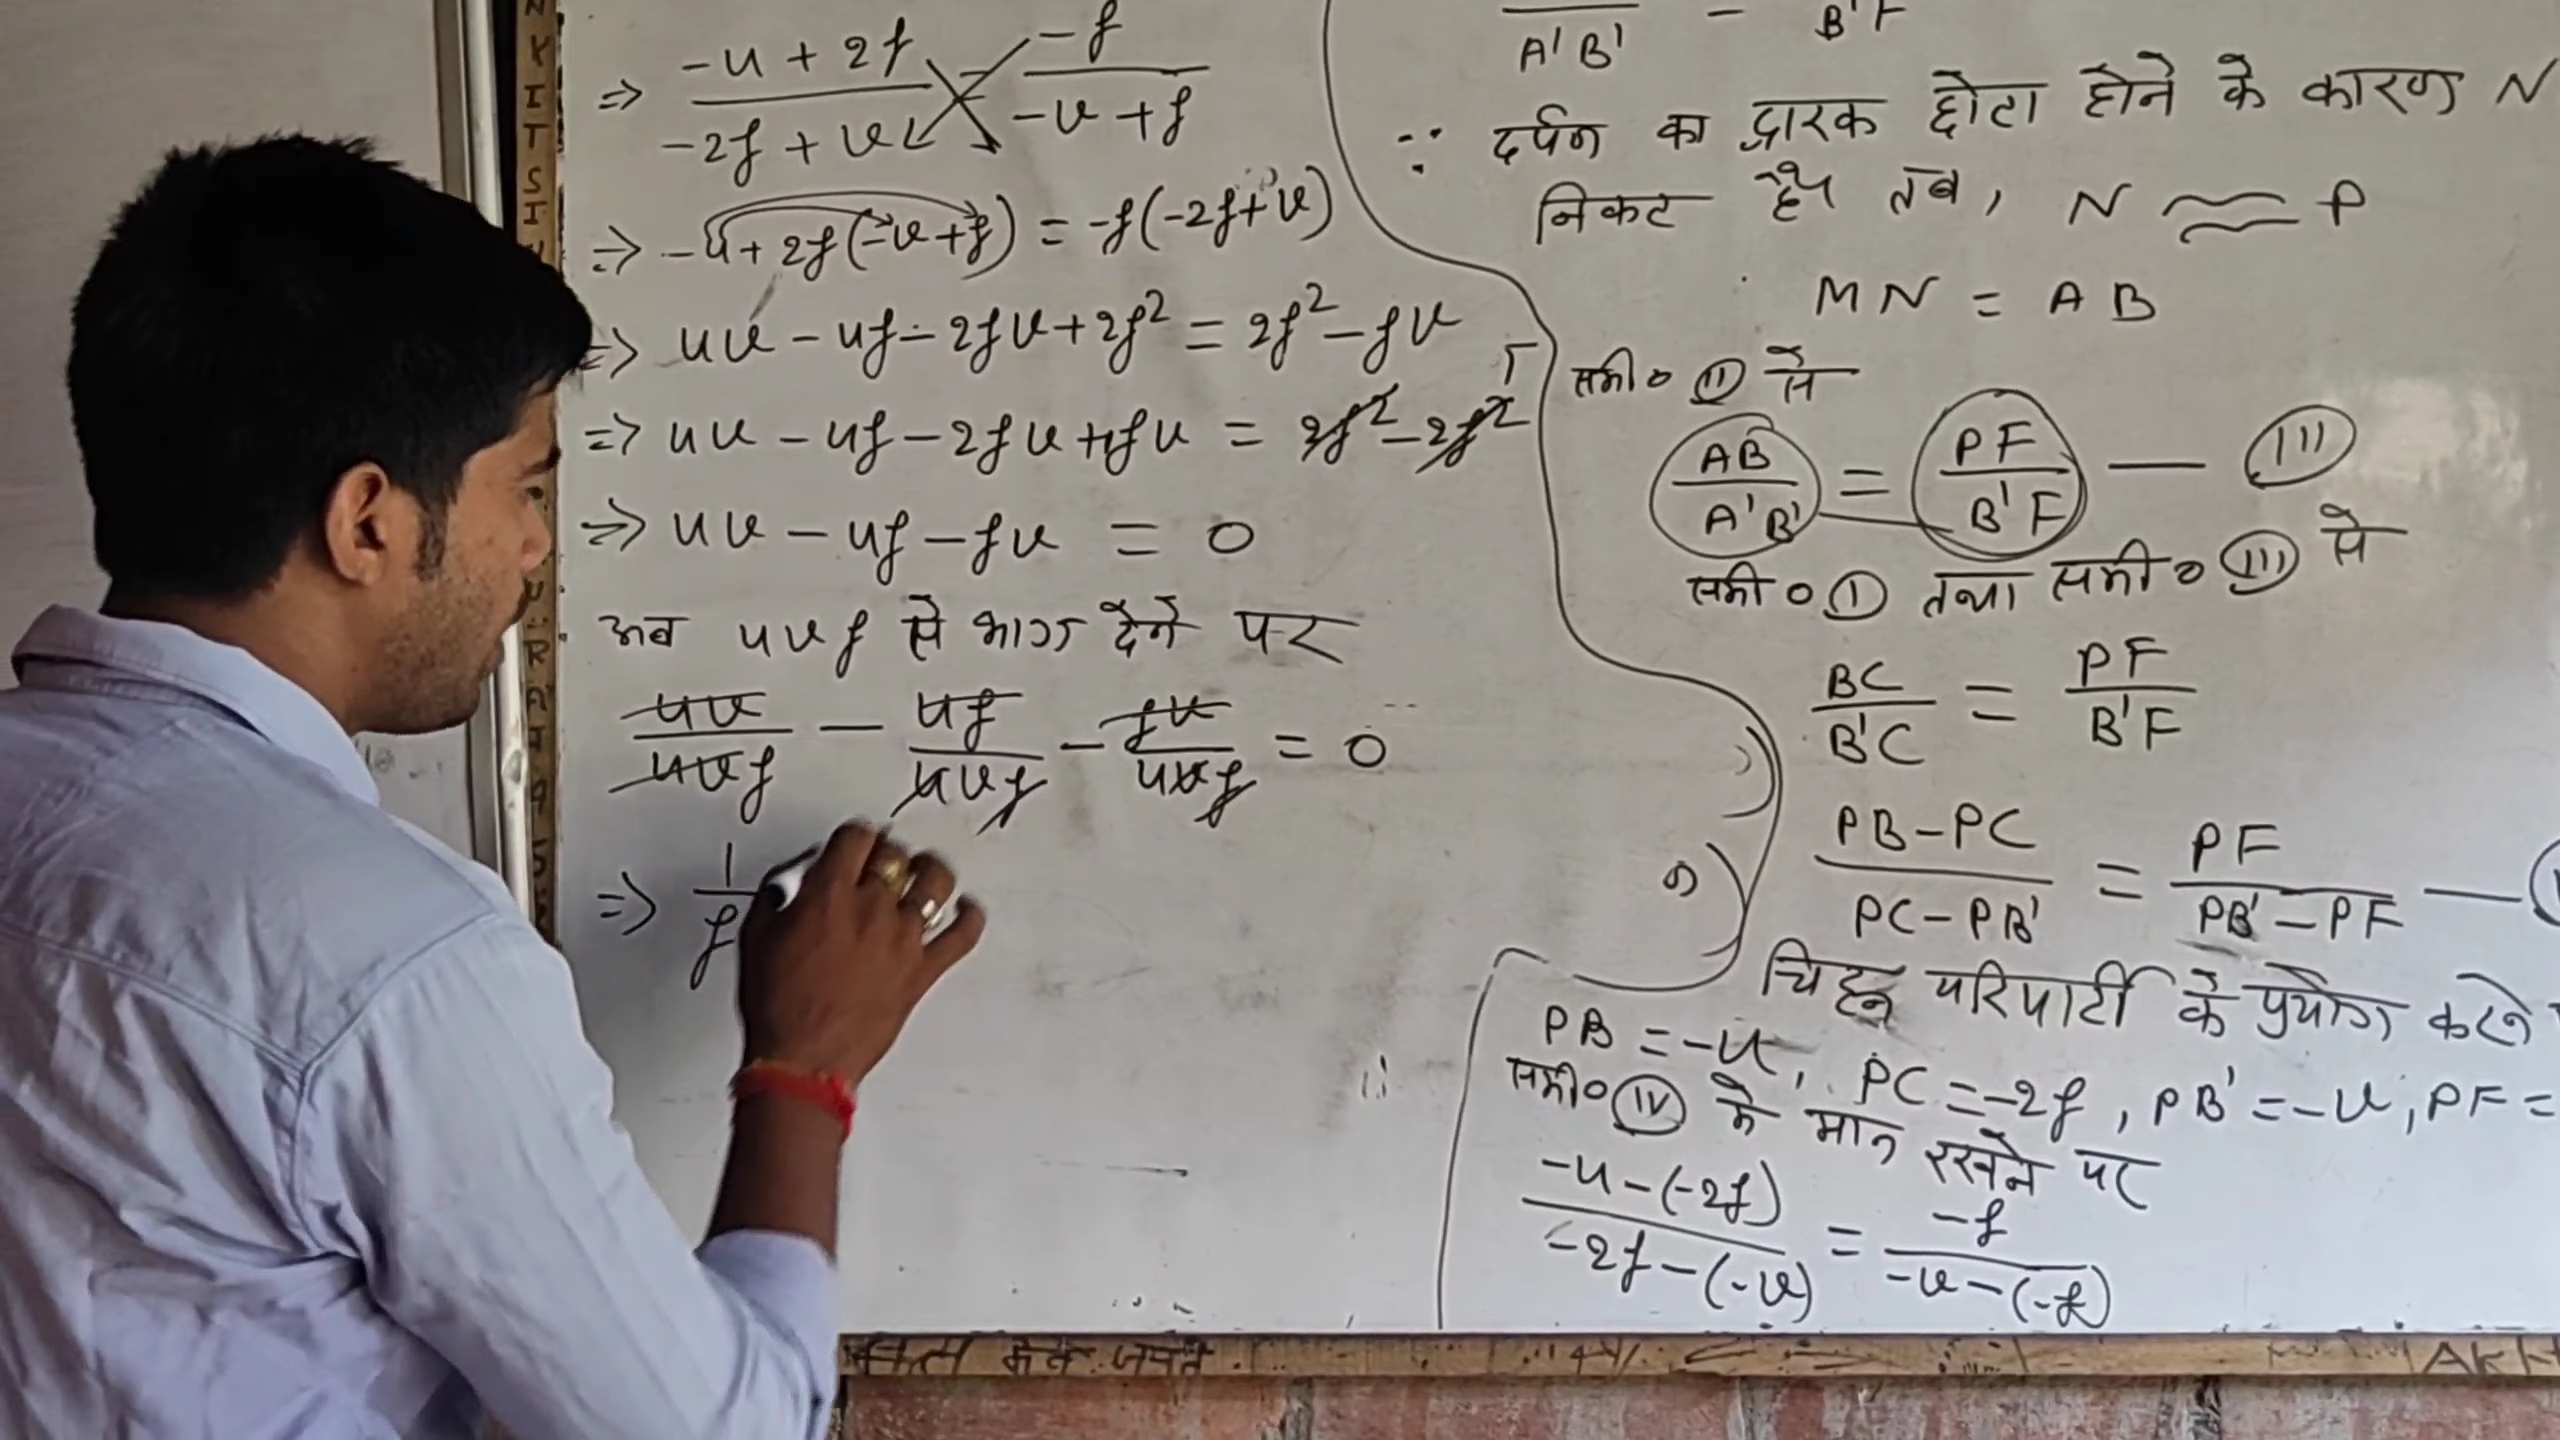 ⇒ (-u + 2f)/(-2f + v) = (-f)/(-v + f)
⇒ -u + 2f(-v + f) = -f(-2f + v)
⇒ uv - uf - 2fv + 2f² = 2f² - fv
⇒ uv - uf - 2fv + fv = 2f² - 2f²
⇒ uv - uf - fv = 0
अब uvf से भाग देने पर
uv/uvf - uf/uvf - fv/uvf = 0
⇒ 1/f
A'B' - B'F
∵ दर्पण का द्वारक छोटा होने के कारण N
निकट है। तब, N ≈ P
MN = AB
समी० (II) से
AB/A'B' = PF/B'F — (III)
समी० (I) तथा समी० (III) से
BC/B'C = PF/B'F
(PB - PC)/(PC - PB') = PF/(PB' - PF) —
चिह्न परिपाटी के प्रयोग करने
PB = -u, PC = -2f, PB' = -v, PF =
समी० (IV) मे मान रखने पर
(-u - (-2f))/(-2f - (-v)) = (-f)/(-v - (-f))